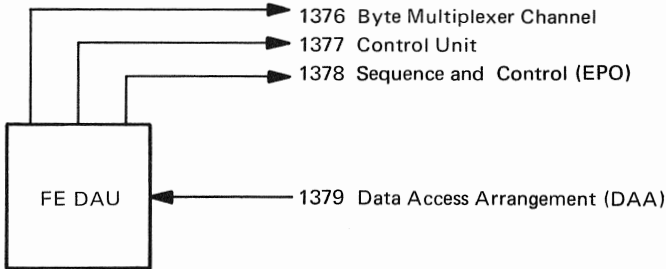 1376 Byte Multiplexer Channel
1377 Control Unit
1378 Sequence and Control (EPO)
FE DAU
1379 Data Access Arrangement (DAA)